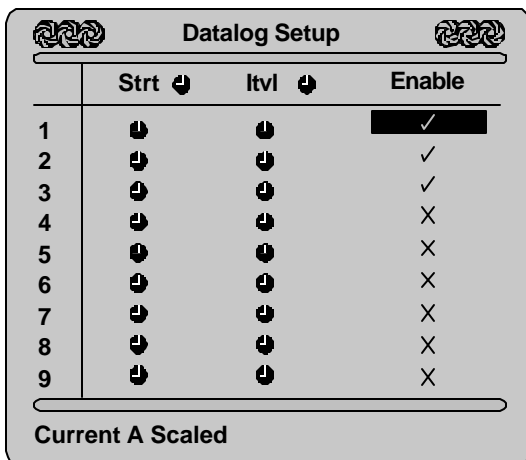 Datalog Setup
Strt Itvl Enable
1 ✓
2 ✓
3 ✓
4 X
5 X
6 X
7 X
8 X
9 X
Current A Scaled